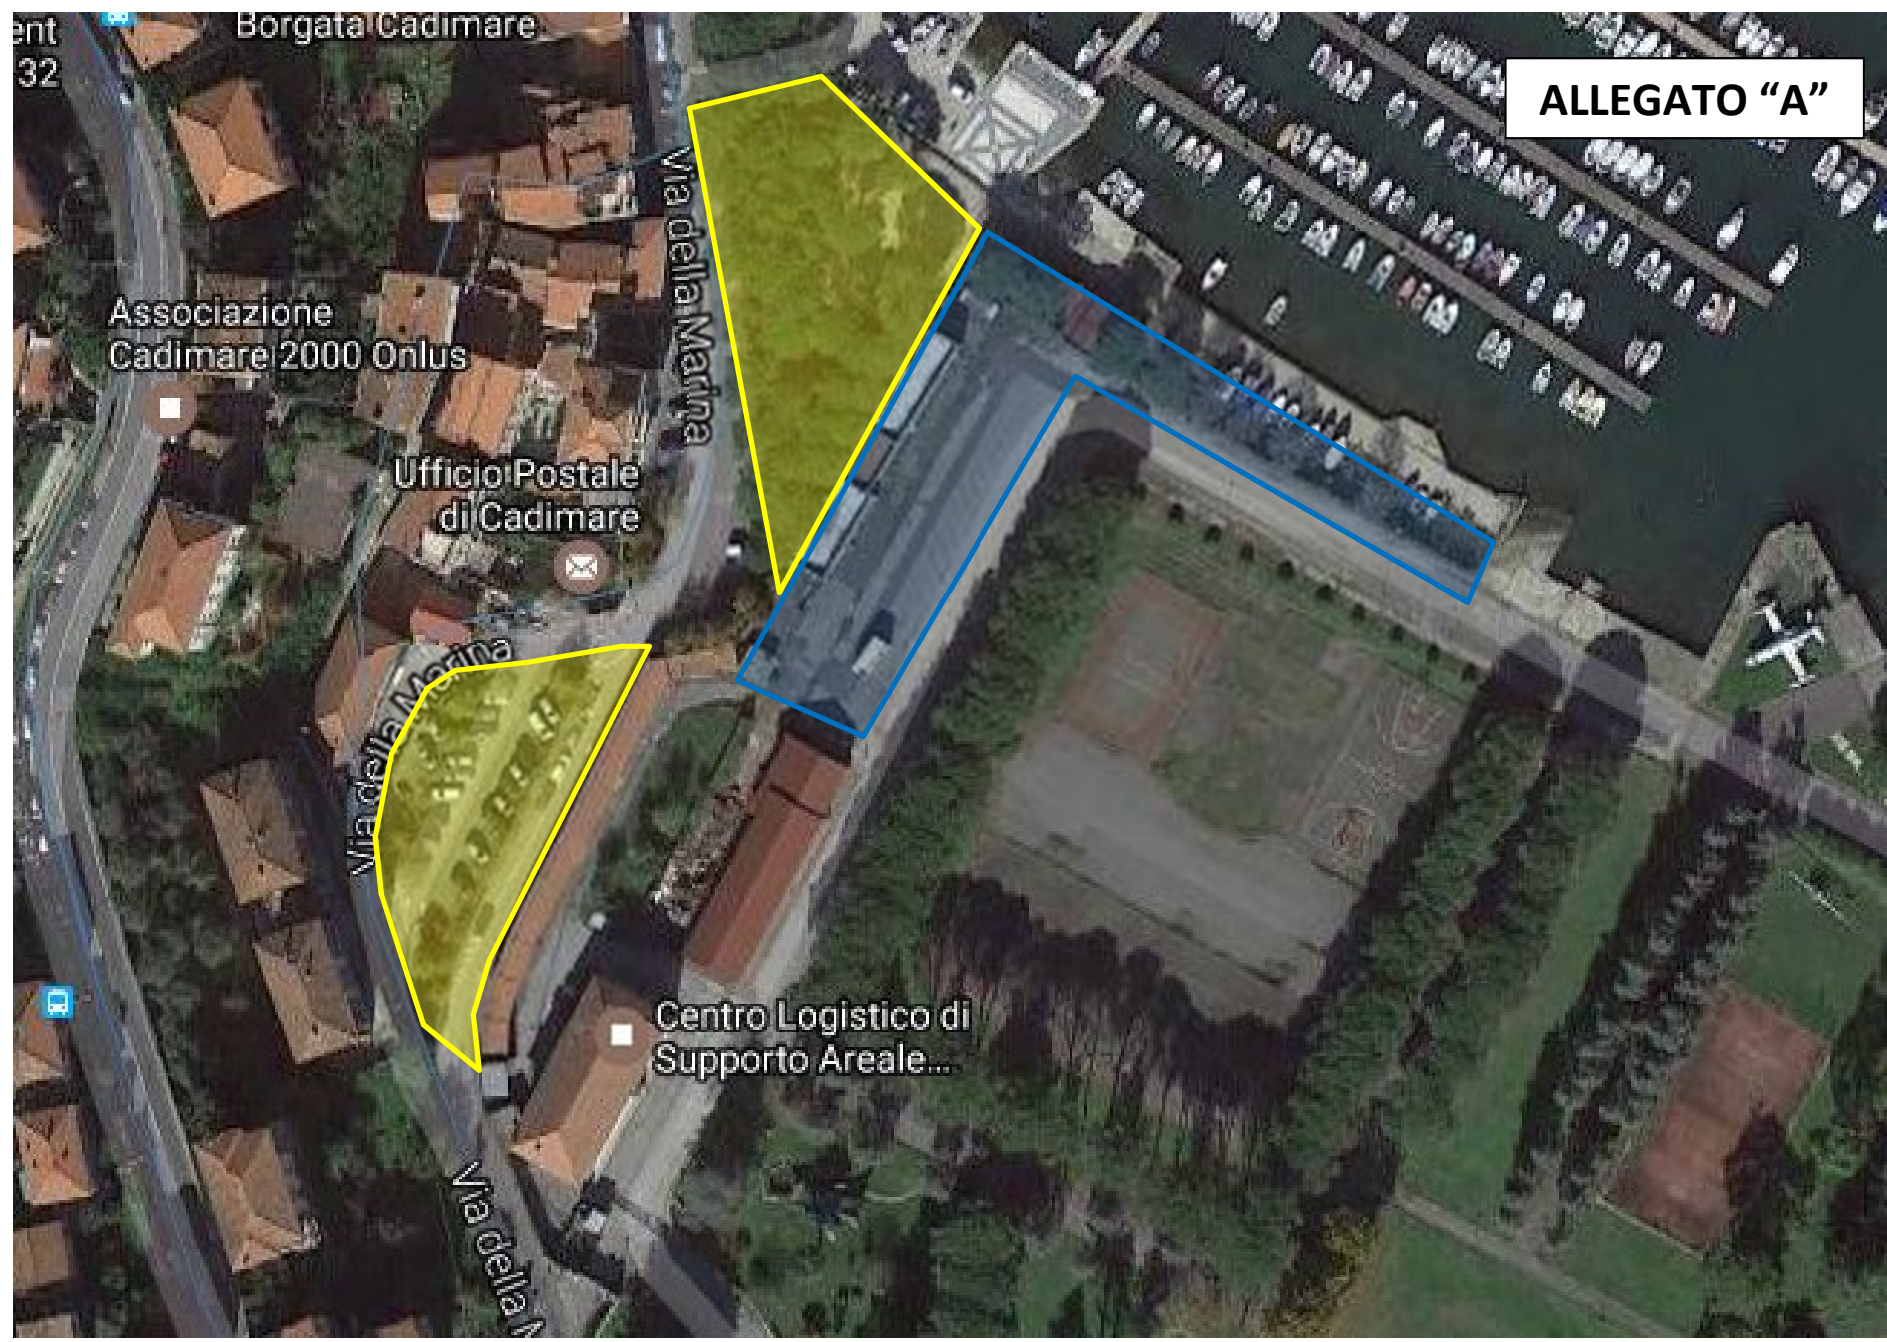 ent
32
Borgata Cadimare
ALLEGATO “A”
Via della Marina
Associazione
Cadimare 2000 Onlus
Ufficio Postale
di Cadimare
Via della Marina
Centro Logistico di
Supporto Areale...
Via della M